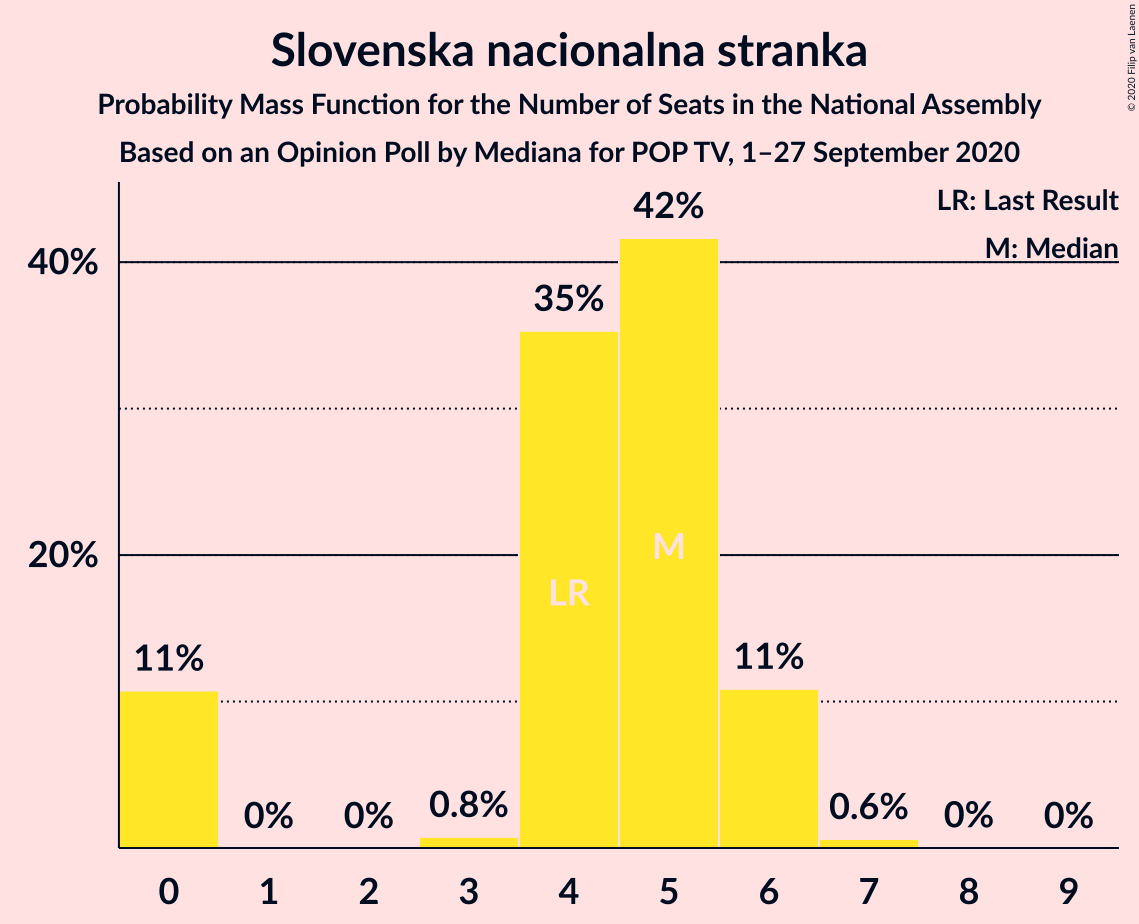 Slovenska nacionalna stranka
Probability Mass Function for the Number of Seats in the National Assembly
Based on an Opinion Poll by Mediana for POP TV, 1–27 September 2020
© 2020 Filip van Laenen
LR: Last Result
M: Median
42%
40%
35%
20%
M
LR
11%
11%
0%
0%
0.8%
0.6%
0%
0%
0 1 2 3 4 5 6 7 8 9